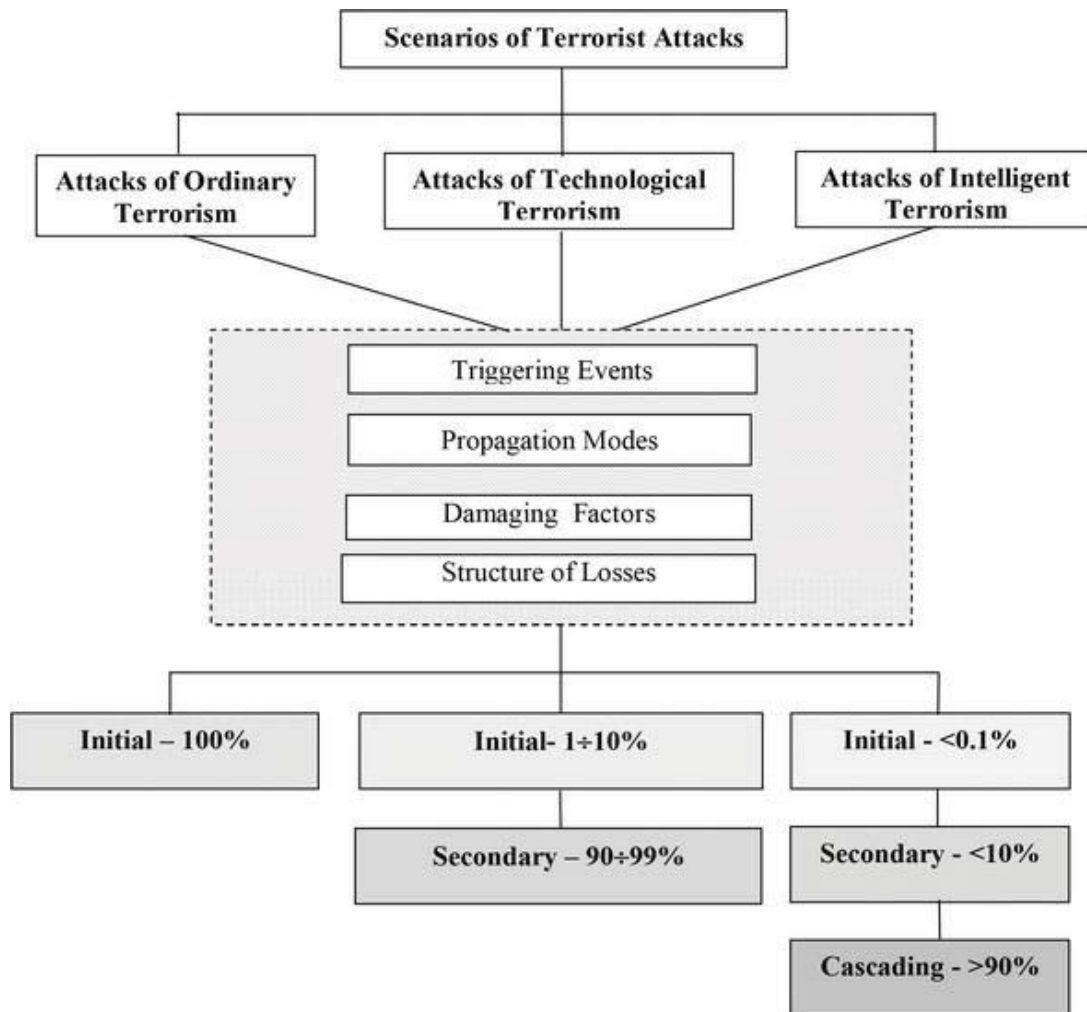 Scenarios of Terrorist Attacks
Attacks of Ordinary
Terrorism
Attacks of Technological
Terrorism
Attacks of Intelligent
Terrorism
Triggering Events
Propagation Modes
Damaging Factors
Structure of Losses
Initial – 100%
Initial- 1÷10%
Initial - <0.1%
Secondary – 90÷99%
Secondary - <10%
Cascading - >90%